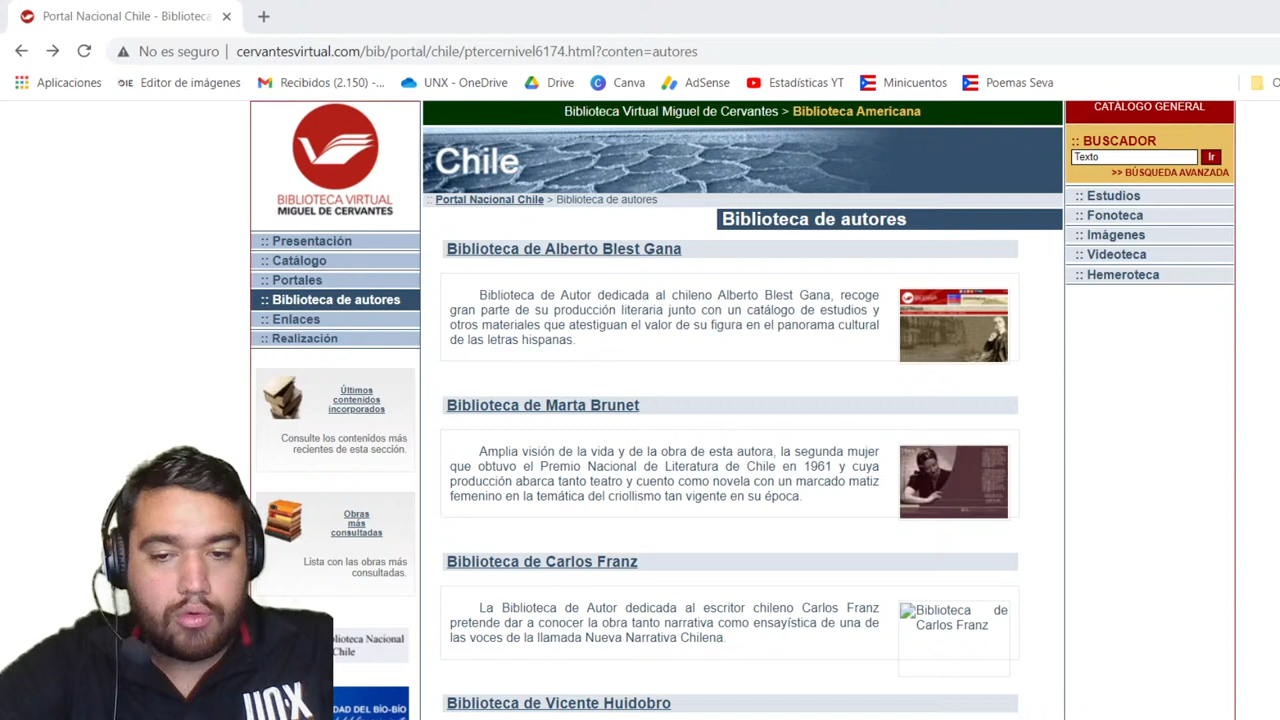 Portal Nacional Chile - Biblioteca
No es seguro | cervantesvirtual.com/bib/portal/chile/ptercernivel6174.html?conten=autores
Aplicaciones PIE Editor de imágenes Recibidos (2.150) -... UNX - OneDrive Drive Canva AdSense Estadísticas YT Minicuentos Poemas Seva
BIBLIOTECA VIRTUAL
MIGUEL DE CERVANTES
:: Presentación
:: Catálogo
:: Portales
:: Biblioteca de autores
:: Enlaces
:: Realización
Últimos
contenidos
incorporados
Consulte los contenidos más
recientes de esta sección.
Obras
más
consultadas
Lista con las obras más
consultadas.
blioteca Nacional
Chile
DAD DEL BÍO-BÍO
UNX
Biblioteca Virtual Miguel de Cervantes > Biblioteca Americana
Chile
:: Portal Nacional Chile > Biblioteca de autores
Biblioteca de autores
Biblioteca de Alberto Blest Gana
Biblioteca de Autor dedicada al chileno Alberto Blest Gana, recoge
gran parte de su producción literaria junto con un catálogo de estudios y
otros materiales que atestiguan el valor de su figura en el panorama cultural
de las letras hispanas.
Biblioteca de Marta Brunet
Amplia visión de la vida y de la obra de esta autora, la segunda mujer
que obtuvo el Premio Nacional de Literatura de Chile en 1961 y cuya
producción abarca tanto teatro y cuento como novela con un marcado matiz
femenino en la temática del criollismo tan vigente en su época.
Biblioteca de Carlos Franz
La Biblioteca de Autor dedicada al escritor chileno Carlos Franz
pretende dar a conocer la obra tanto narrativa como ensayística de una de
las voces de la llamada Nueva Narrativa Chilena.
Biblioteca de
Carlos Franz
Biblioteca de Vicente Huidobro
CATÁLOGO GENERAL
:: BUSCADOR
Texto Ir
>> BÚSQUEDA AVANZADA
:: Estudios
:: Fonoteca
:: Imágenes
:: Videoteca
:: Hemeroteca